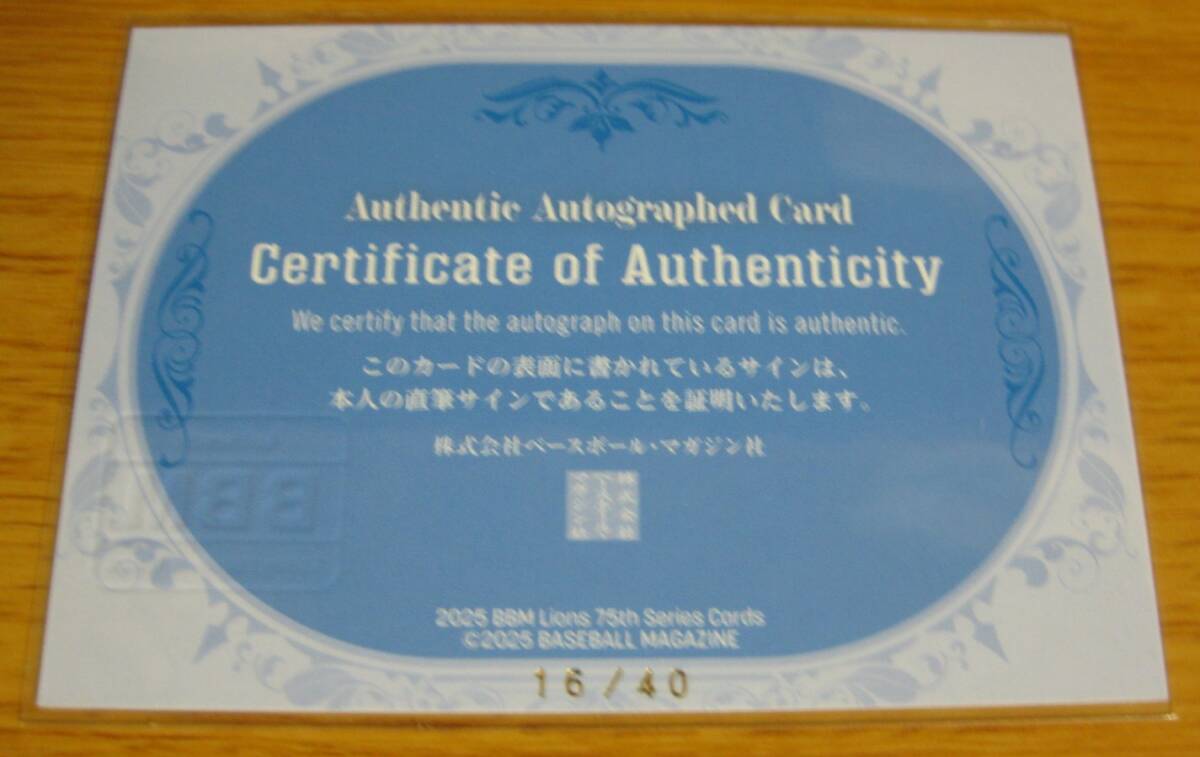 Authentic Autographed Card
Certificate of Authenticity
We certify that the autograph on this card is authentic.
このカードの表面に書かれているサインは、
本人の直筆サインであることを証明いたします。
株式会社ベースボール・マガジン社
2025 BBM Lions 75th Series Cards
©2025 BASEBALL MAGAZINE
16/40